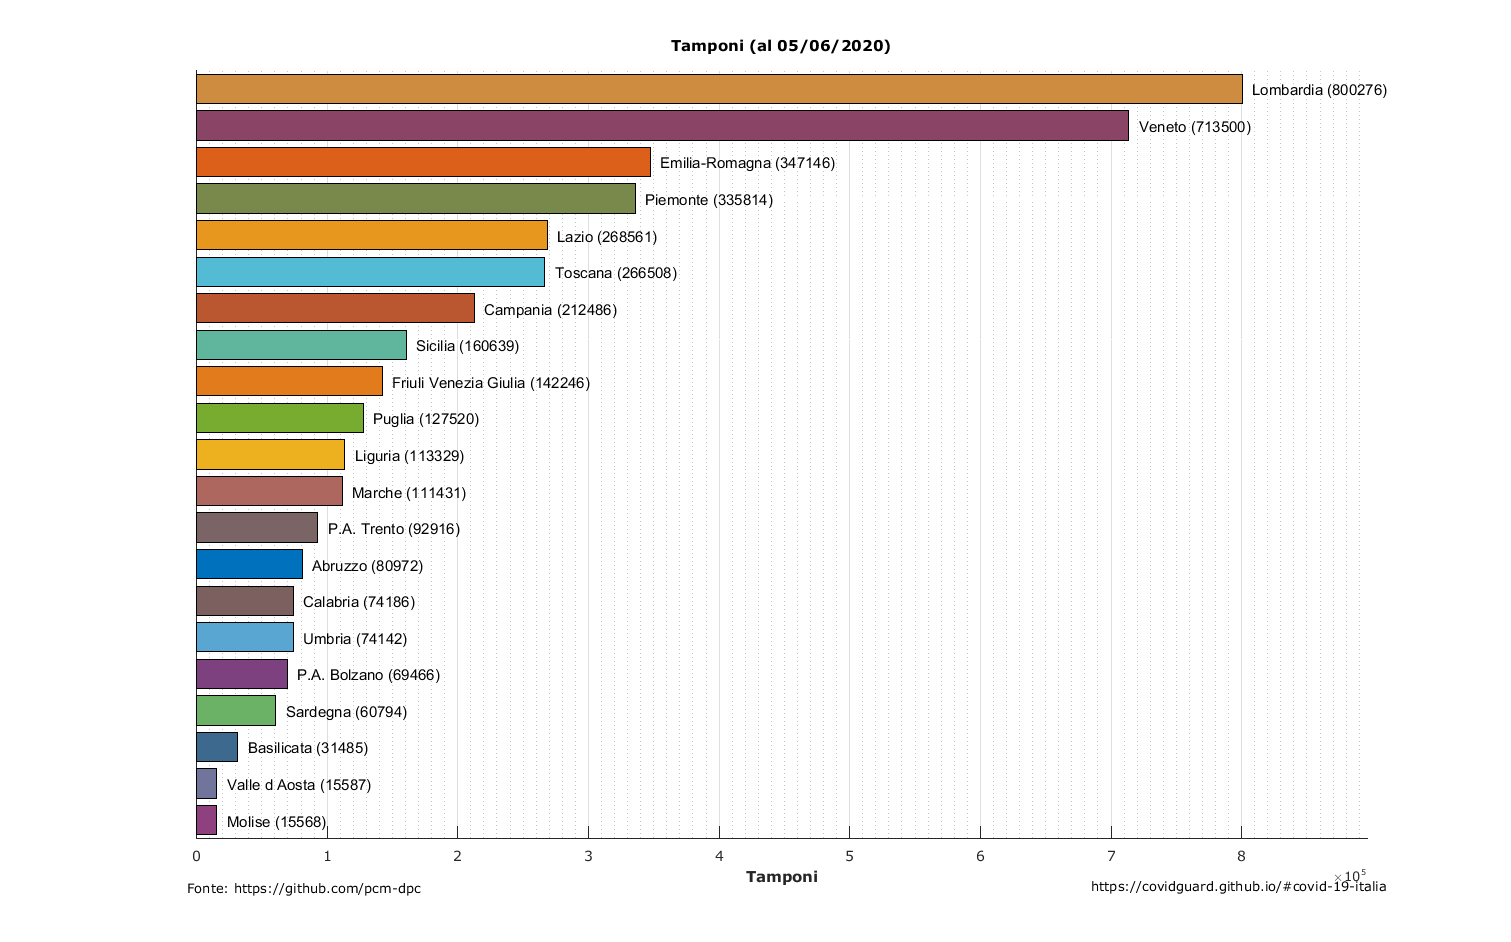 Tamponi (al 05/06/2020)
Lombardia (800276)
Veneto (713500)
Emilia-Romagna (347146)
Piemonte (335814)
Lazio (268561)
Toscana (266508)
Campania (212486)
Sicilia (160639)
Friuli Venezia Giulia (142246)
Puglia (127520)
Liguria (113329)
Marche (111431)
P.A. Trento (92916)
Abruzzo (80972)
Calabria (74186)
Umbria (74142)
P.A. Bolzano (69466)
Sardegna (60794)
Basilicata (31485)
Valle d Aosta (15587)
Molise (15568)
0 1 2 3 4 5 6 7 8
Tamponi
×10⁵
Fonte: https://github.com/pcm-dpc
https://covidguard.github.io/#covid-19-italia